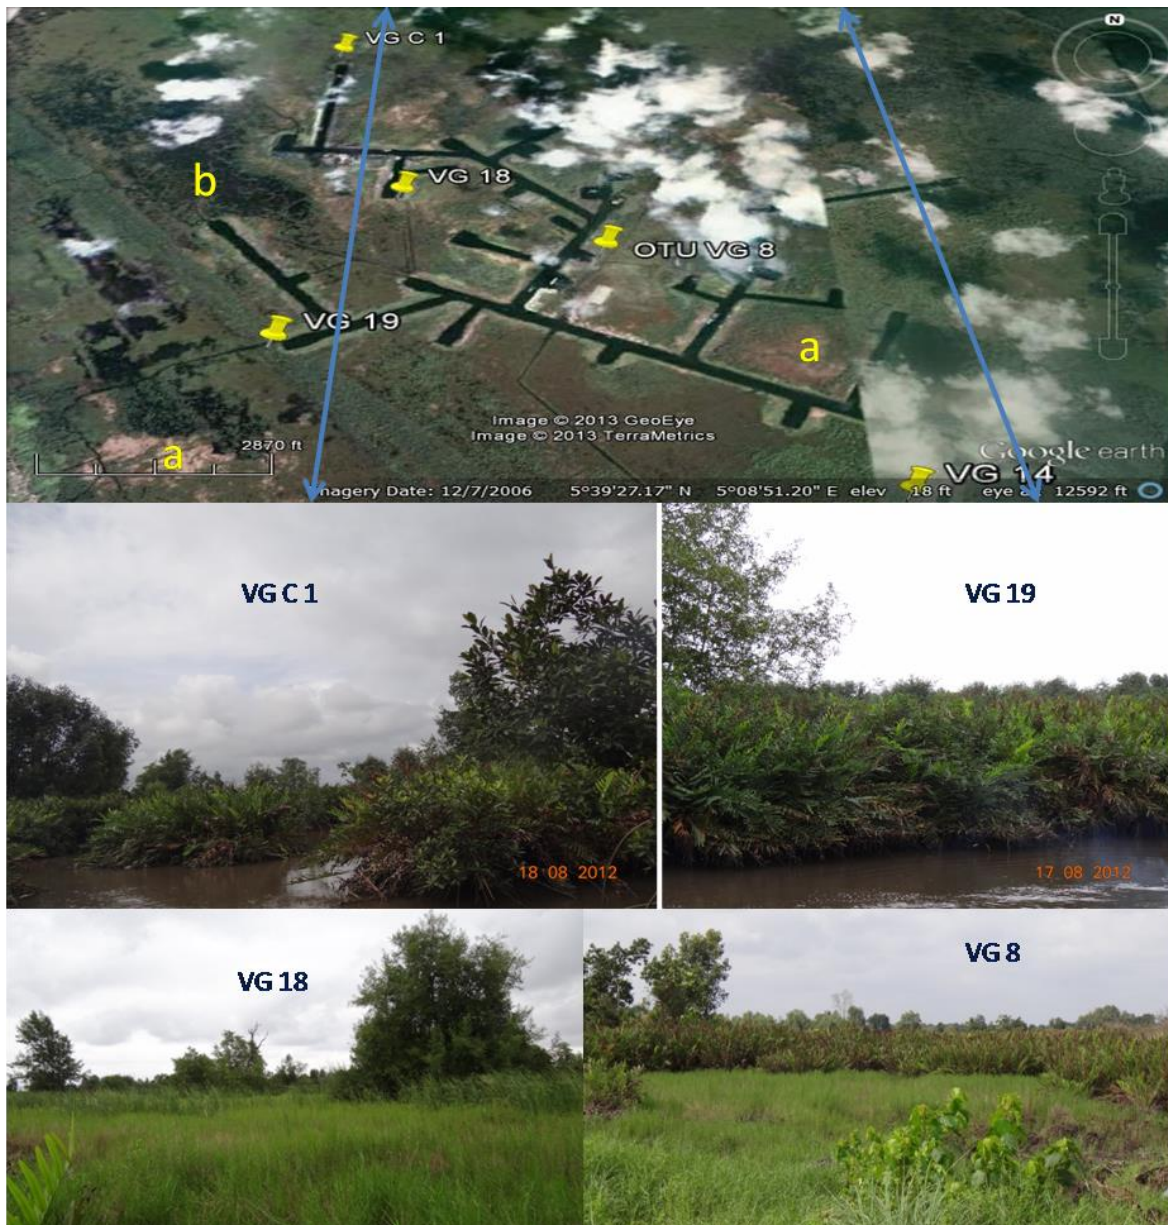 N
VG C 1
b
VG 18
OTU VG 8
VG 19
a
Image © 2013 GeoEye
Image © 2013 TerraMetrics
2870 ft
a
Google earth
VG 14
magery Date: 12/7/2006 5°39'27.17" N 5°08'51.20" E elev 18 ft eye a 12592 ft
VG C 1
VG 19
18 08 2012
17 08 2012
VG 18
VG 8